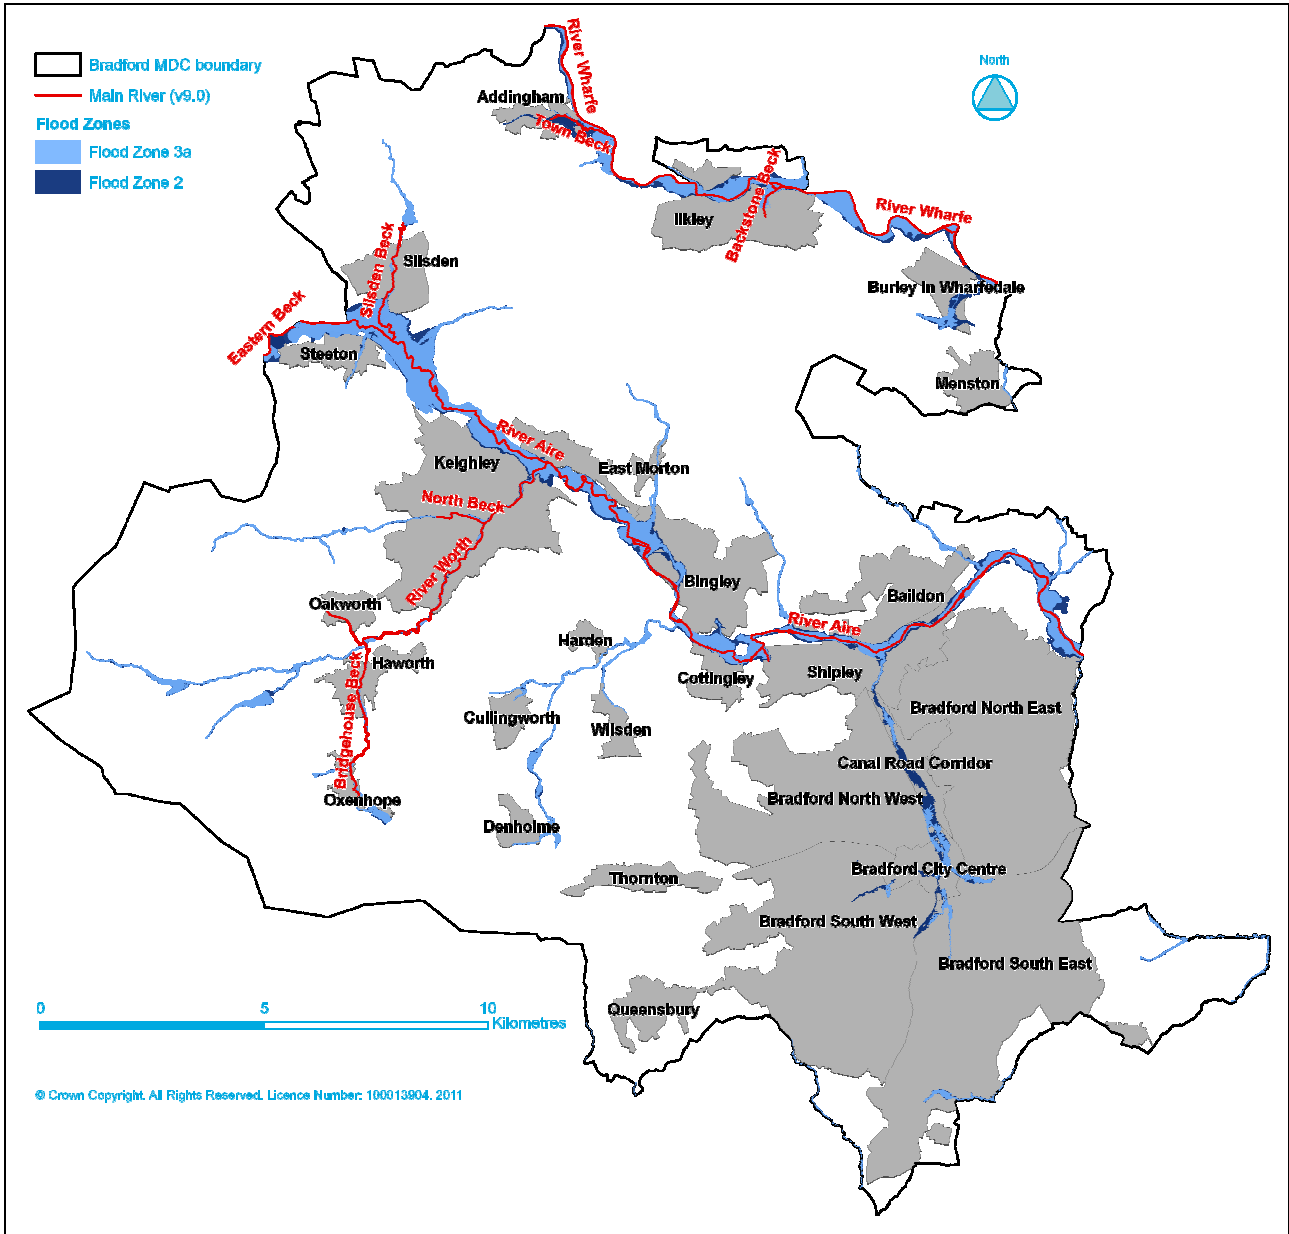 Bradford MDC boundary
Main River (v9.0)
Flood Zones
Flood Zone 3a
Flood Zone 2
North
River Wharfe
Addingham
Town Beck
Ilkley
Backstone Beck
River Wharfe
Silsden Beck
Silsden
Burley In Wharfedale
Eastern Beck
Steeton
Menston
River Aire
Keighley
East Morton
North Beck
River Worth
Bingley
Oakworth
Baildon
River Aire
Harden
Haworth
Cottingley
Shipley
Bridgehouse Beck
Cullingworth
Wilsden
Bradford North East
Canal Road Corridor
Oxenhope
Bradford North West
Denholme
Bradford City Centre
Thornton
Bradford South West
Bradford South East
Queensbury
0
5
10
Kilometres
© Crown Copyright. All Rights Reserved. Licence Number: 100013904. 2011